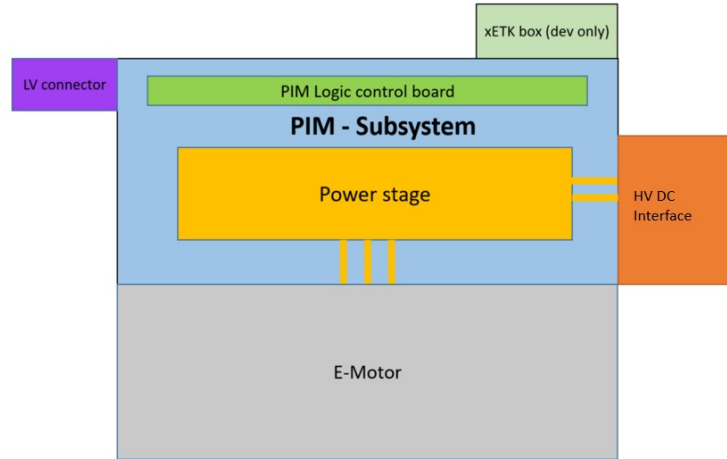 xETK box (dev only)
LV connector
PIM Logic control board
PIM - Subsystem
Power stage
HV DC
Interface
E-Motor